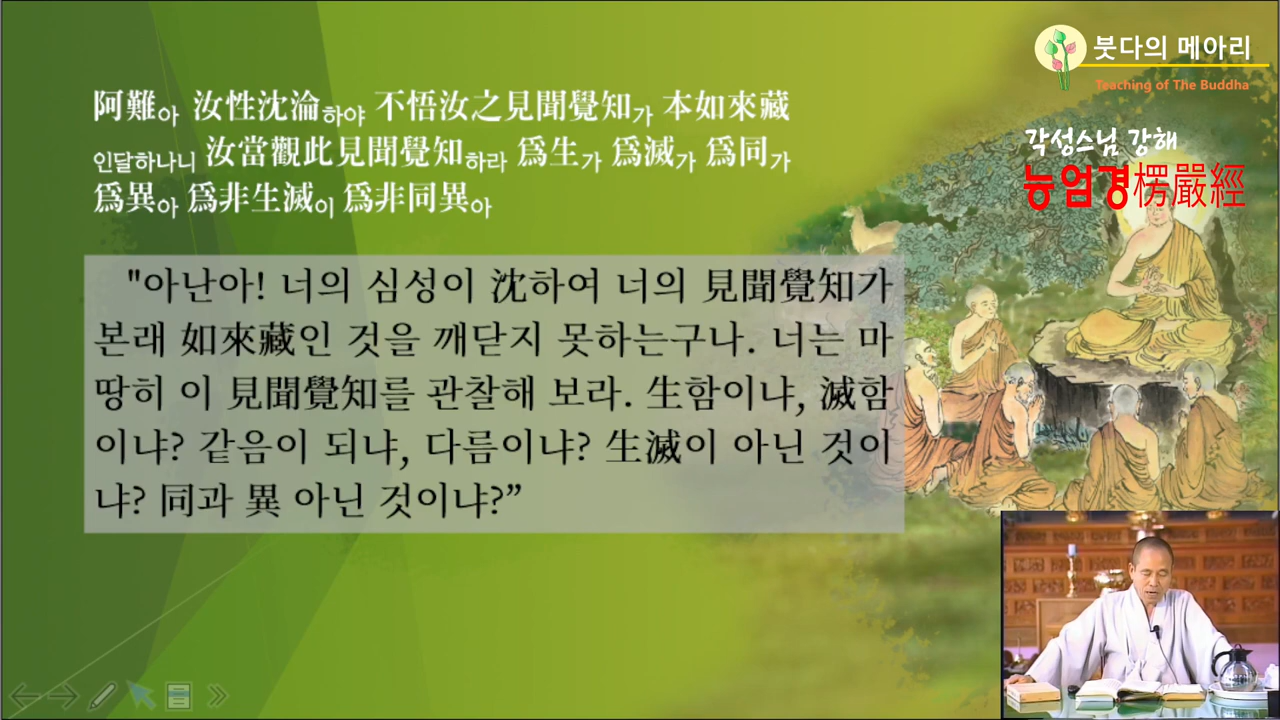 붓다의 메아리
Teaching of The Buddha
각성스님 강해
능엄경楞嚴經
阿難아 汝性沈淪하야 不悟汝之見聞覺知가 本如來藏
인달하나니 汝當觀此見聞覺知하라 爲生가 爲滅가 爲同가
爲異아 爲非生滅이 爲非同異아
"아난아! 너의 심성이 沈하여 너의 見聞覺知가
본래 如來藏인 것을 깨닫지 못하는구나. 너는 마
땅히 이 見聞覺知를 관찰해 보라. 生함이냐, 滅함
이냐? 같음이 되냐, 다름이냐? 生滅이 아닌 것이
냐? 同과 異 아닌 것이냐?”